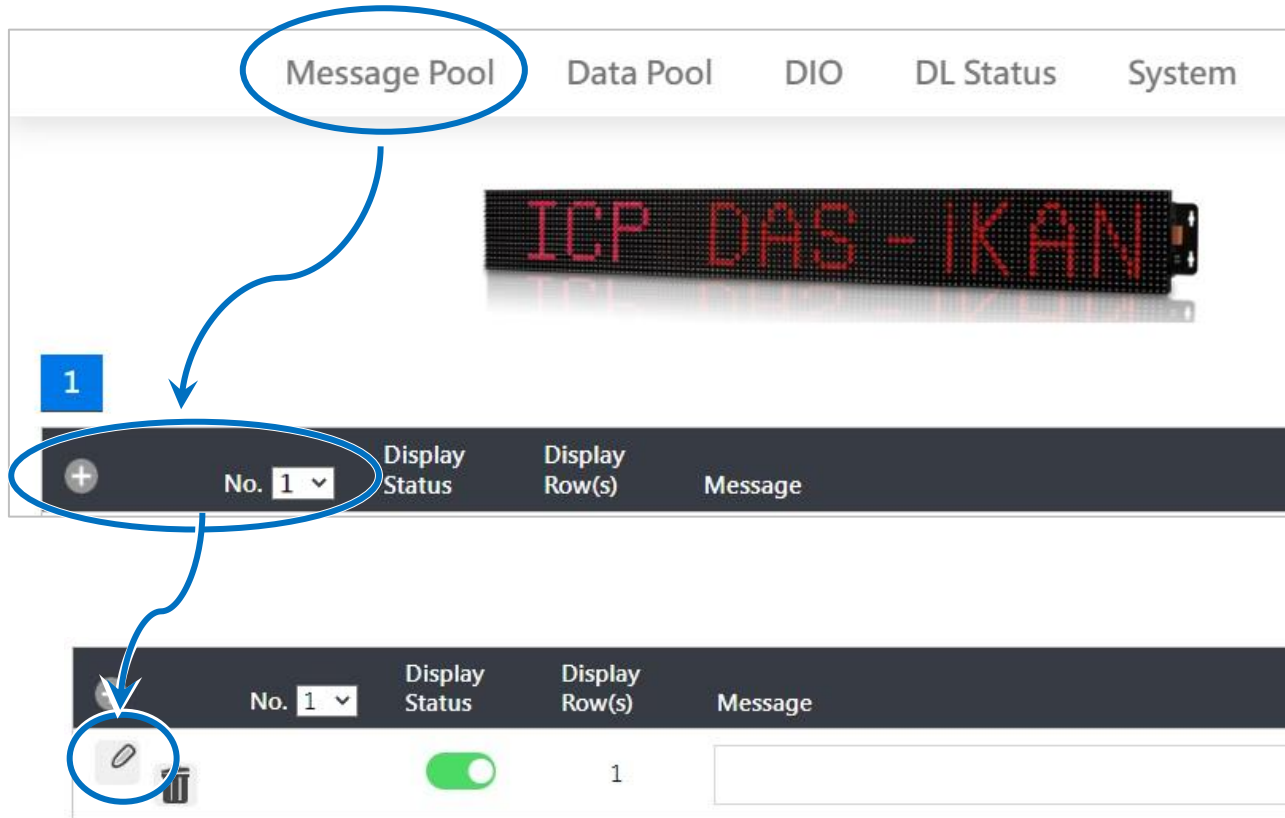 Message Pool Data Pool DIO DL Status System
ICP DAS - iKAN
1
No. 1 Display Status Display Row(s) Message
No. 1 Display Status Display Row(s) Message
1